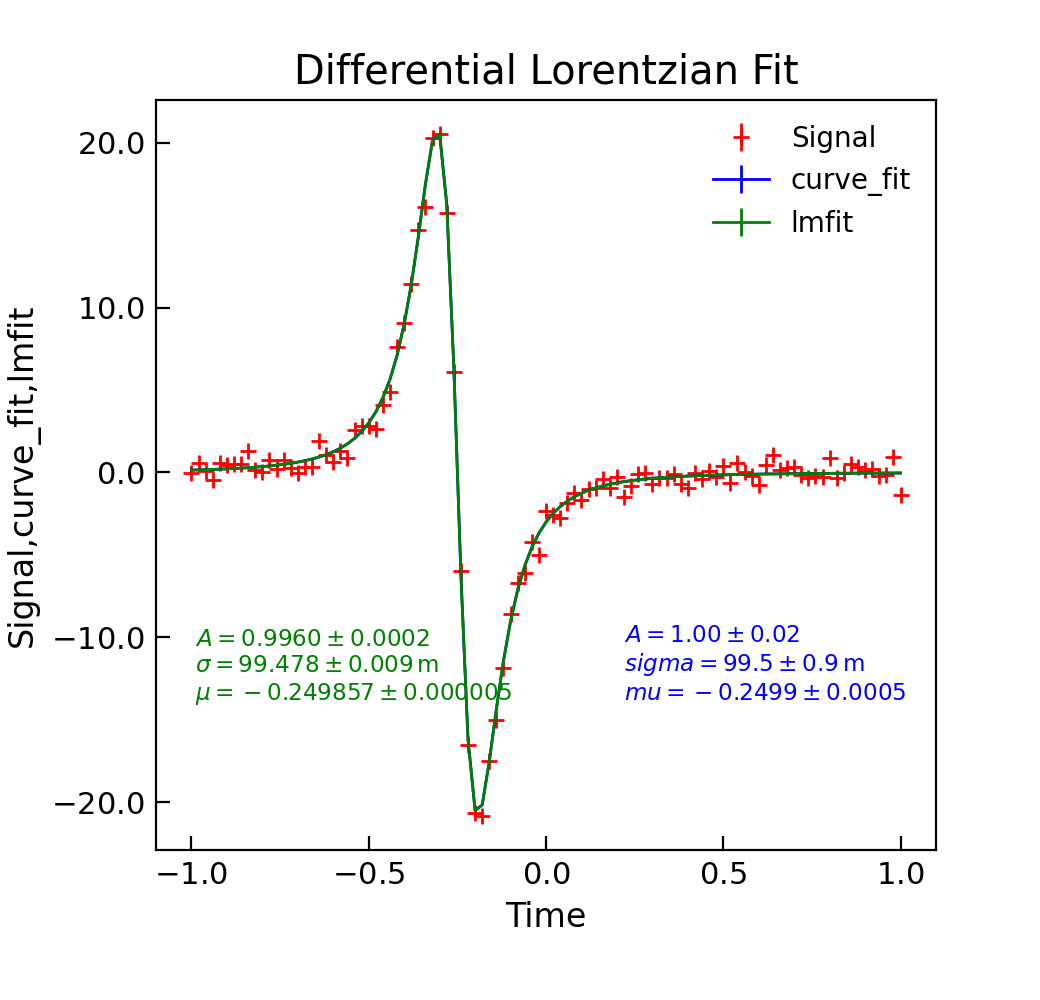 Differential Lorentzian Fit
Signal
curve_fit
lmfit
20.0
10.0
0.0
−10.0
−20.0
Signal,curve_fit,lmfit
A = 0.9960 ± 0.0002
σ = 99.478 ± 0.009 m
μ = −0.249857 ± 0.000005
A = 1.00 ± 0.02
sigma = 99.5 ± 0.9 m
mu = −0.2499 ± 0.0005
−1.0
−0.5
0.0
0.5
1.0
Time